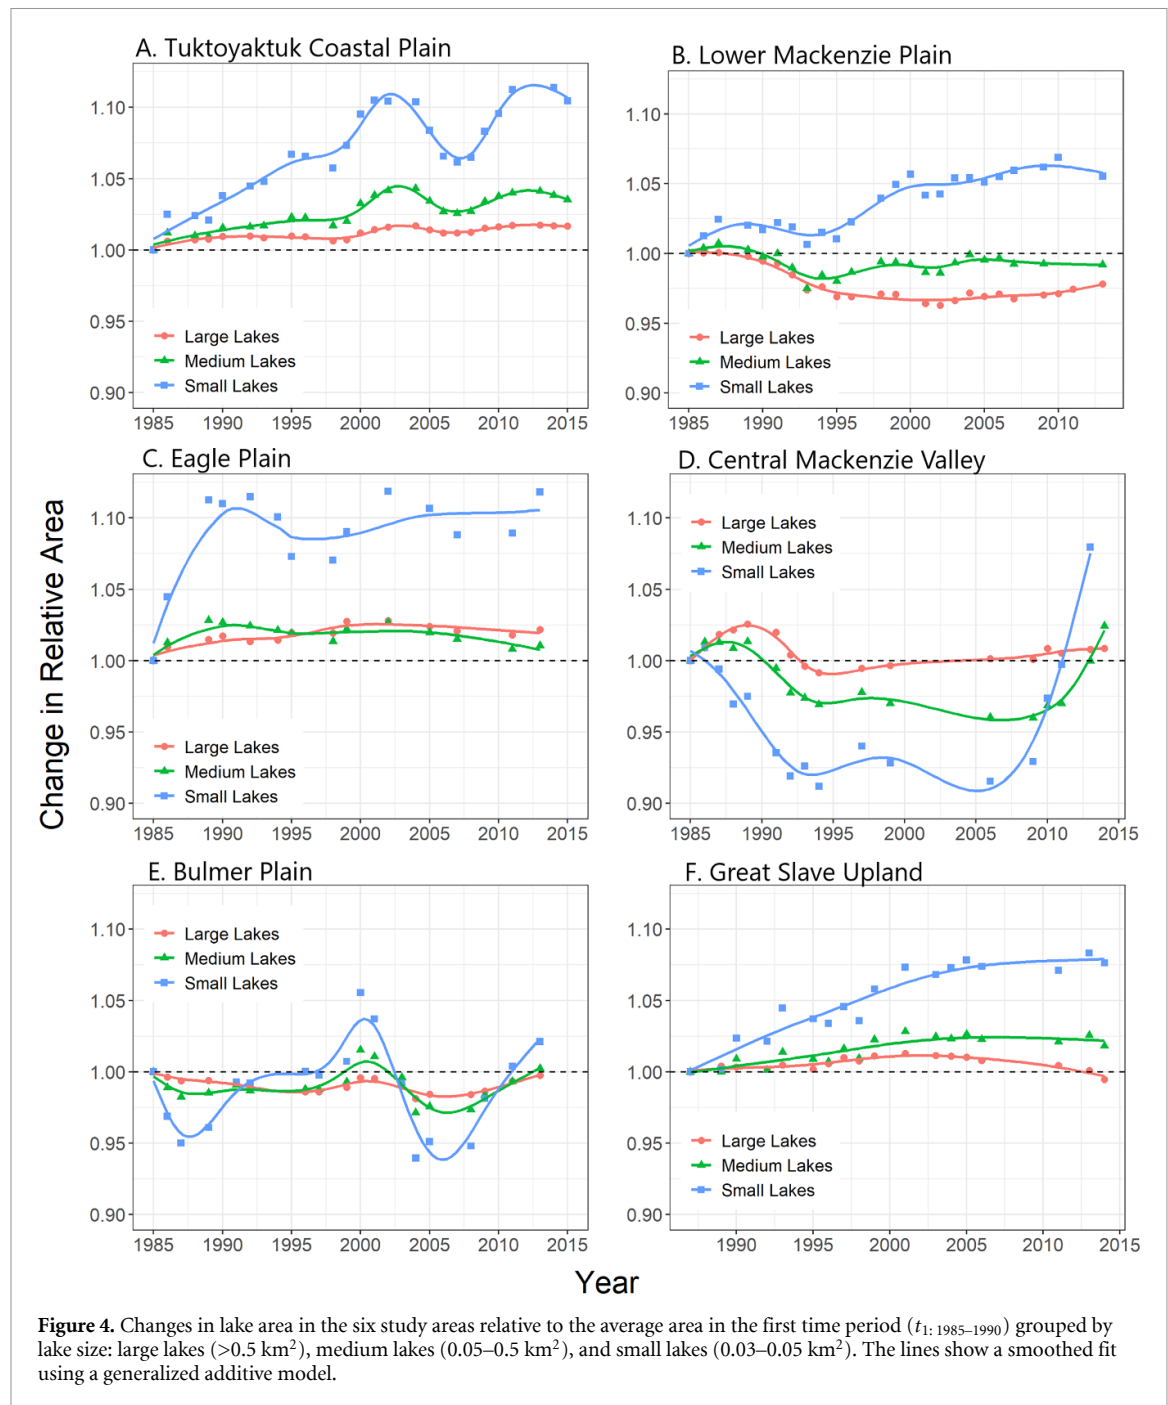 A. Tuktoyaktuk Coastal Plain
1.10
1.05
1.00
0.95
0.90
Large Lakes
Medium Lakes
Small Lakes
1985 1990 1995 2000 2005 2010 2015
B. Lower Mackenzie Plain
1.10
1.05
1.00
0.95
0.90
Large Lakes
Medium Lakes
Small Lakes
1985 1990 1995 2000 2005 2010
C. Eagle Plain
1.10
1.05
1.00
0.95
0.90
Large Lakes
Medium Lakes
Small Lakes
1985 1990 1995 2000 2005 2010 2015
D. Central Mackenzie Valley
1.10
1.05
1.00
0.95
0.90
Large Lakes
Medium Lakes
Small Lakes
1985 1990 1995 2000 2005 2010 2015
Change in Relative Area
E. Bulmer Plain
1.10
1.05
1.00
0.95
0.90
Large Lakes
Medium Lakes
Small Lakes
1985 1990 1995 2000 2005 2010 2015
F. Great Slave Upland
1.10
1.05
1.00
0.95
0.90
Large Lakes
Medium Lakes
Small Lakes
1990 1995 2000 2005 2010 2015
Year
Figure 4. Changes in lake area in the six study areas relative to the average area in the first time period (t1: 1985–1990) grouped by
lake size: large lakes (>0.5 km²), medium lakes (0.05–0.5 km²), and small lakes (0.03–0.05 km²). The lines show a smoothed fit
using a generalized additive model.